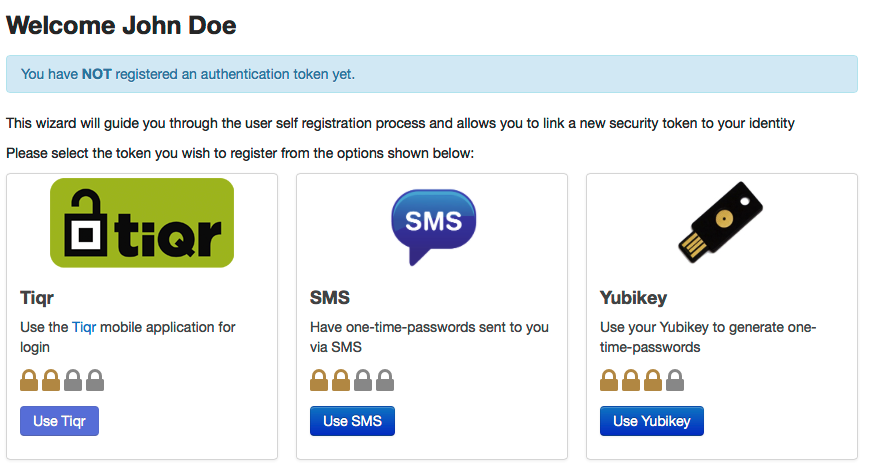 Welcome John Doe
You have NOT registered an authentication token yet.
This wizard will guide you through the user self registration process and allows you to link a new security token to your identity
Please select the token you wish to register from the options shown below:
tiqr
Tiqr
Use the Tiqr mobile application for
login
Use Tiqr
SMS
SMS
Have one-time-passwords sent to you
via SMS
Use SMS
Yubikey
Use your Yubikey to generate one-
time-passwords
Use Yubikey